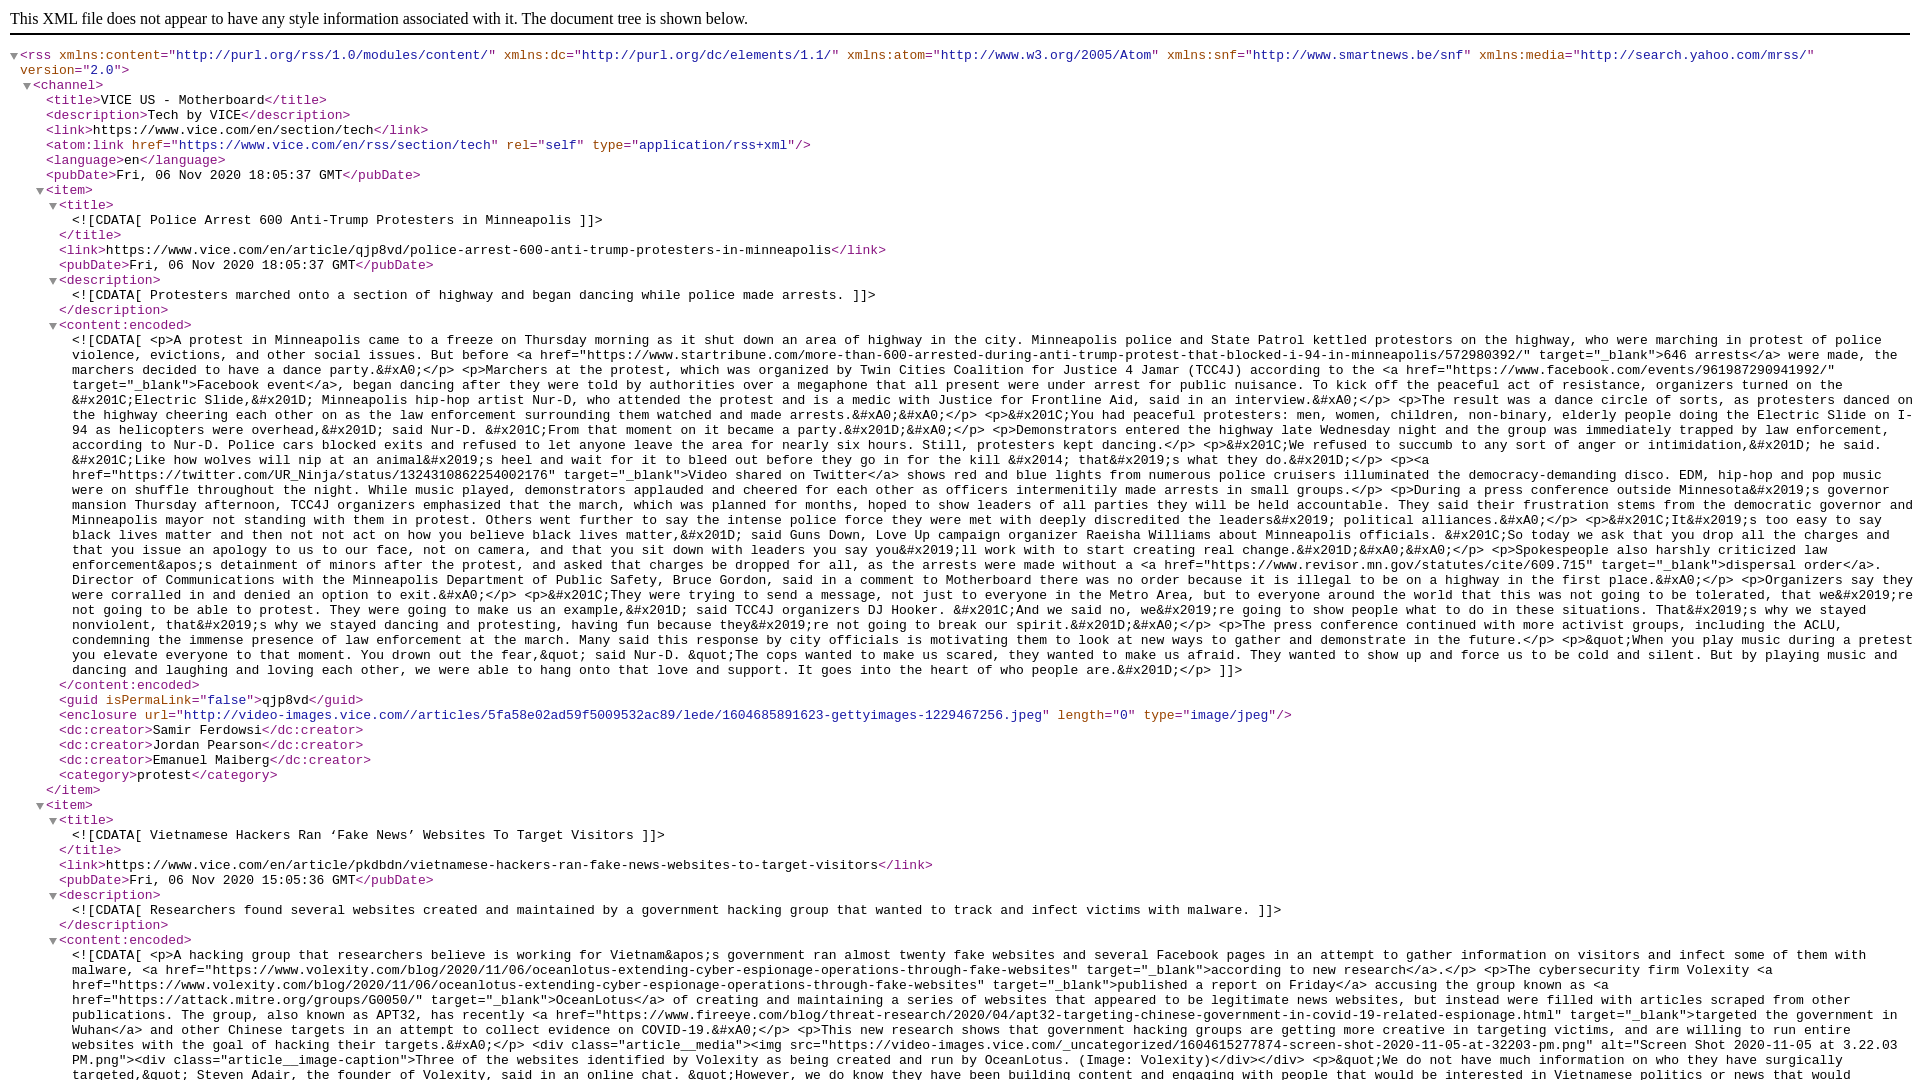 This XML file does not appear to have any style information associated with it. The document tree is shown below.
<rss xmlns:content="http://purl.org/rss/1.0/modules/content/" xmlns:dc="http://purl.org/dc/elements/1.1/" xmlns:atom="http://www.w3.org/2005/Atom" xmlns:snf="http://www.smartnews.be/snf" xmlns:media="http://search.yahoo.com/mrss/"
version="2.0">
<channel>
<title>VICE US - Motherboard</title>
<description>Tech by VICE</description>
<link>https://www.vice.com/en/section/tech</link>
<atom:link href="https://www.vice.com/en/rss/section/tech" rel="self" type="application/rss+xml"/>
<language>en</language>
<pubDate>Fri, 06 Nov 2020 18:05:37 GMT</pubDate>
<item>
<title>
<![CDATA[ Police Arrest 600 Anti-Trump Protesters in Minneapolis ]]>
</title>
<link>https://www.vice.com/en/article/qjp8vd/police-arrest-600-anti-trump-protesters-in-minneapolis</link>
<pubDate>Fri, 06 Nov 2020 18:05:37 GMT</pubDate>
<description>
<![CDATA[ Protesters marched onto a section of highway and began dancing while police made arrests. ]]>
</description>
<content:encoded>
<![CDATA[ <p>A protest in Minneapolis came to a freeze on Thursday morning as it shut down an area of highway in the city. Minneapolis police and State Patrol kettled protestors on the highway, who were marching in protest of police
violence, evictions, and other social issues. But before <a href="https://www.startribune.com/more-than-600-arrested-during-anti-trump-protest-that-blocked-i-94-in-minneapolis/572980392/" target="_blank">646 arrests</a> were made, the
marchers decided to have a dance party.&#xA0;</p> <p>Marchers at the protest, which was organized by Twin Cities Coalition for Justice 4 Jamar (TCC4J) according to the <a href="https://www.facebook.com/events/961987290941992/"
target="_blank">Facebook event</a>, began dancing after they were told by authorities over a megaphone that all present were under arrest for public nuisance. To kick off the peaceful act of resistance, organizers turned on the
&#x201C;Electric Slide,&#x201D; Minneapolis hip-hop artist Nur-D, who attended the protest and is a medic with Justice for Frontline Aid, said in an interview.&#xA0;</p> <p>The result was a dance circle of sorts, as protesters danced on
the highway cheering each other on as the law enforcement surrounding them watched and made arrests.&#xA0;&#xA0;</p> <p>&#x201C;You had peaceful protesters: men, women, children, non-binary, elderly people doing the Electric Slide on I-
94 as helicopters were overhead,&#x201D; said Nur-D. &#x201C;From that moment on it became a party.&#x201D;&#xA0;</p> <p>Demonstrators entered the highway late Wednesday night and the group was immediately trapped by law enforcement,
according to Nur-D. Police cars blocked exits and refused to let anyone leave the area for nearly six hours. Still, protesters kept dancing.</p> <p>&#x201C;We refused to succumb to any sort of anger or intimidation,&#x201D; he said.
&#x201C;Like how wolves will nip at an animal&#x2019;s heel and wait for it to bleed out before they go in for the kill &#x2014; that&#x2019;s what they do.&#x201D;</p> <p><a
href="https://twitter.com/UR_Ninja/status/1324310862254002176" target="_blank">Video shared on Twitter</a> shows red and blue lights from numerous police cruisers illuminated the democracy-demanding disco. EDM, hip-hop and pop music
were on shuffle throughout the night. While music played, demonstrators applauded and cheered for each other as officers intermenitily made arrests in small groups.</p> <p>During a press conference outside Minnesota&#x2019;s governor
mansion Thursday afternoon, TCC4J organizers emphasized that the march, which was planned for months, hoped to show leaders of all parties they will be held accountable. They said their frustration stems from the democratic governor and
Minneapolis mayor not standing with them in protest. Others went further to say the intense police force they were met with deeply discredited the leaders&#x2019; political alliances.&#xA0;</p> <p>&#x201C;It&#x2019;s too easy to say
black lives matter and then not not act on how you believe black lives matter,&#x201D; said Guns Down, Love Up campaign organizer Raeisha Williams about Minneapolis officials. &#x201C;So today we ask that you drop all the charges and
that you issue an apology to us to our face, not on camera, and that you sit down with leaders you say you&#x2019;ll work with to start creating real change.&#x201D;&#xA0;&#xA0;</p> <p>Spokespeople also harshly criticized law
enforcement&apos;s detainment of minors after the protest, and asked that charges be dropped for all, as the arrests were made without a <a href="https://www.revisor.mn.gov/statutes/cite/609.715" target="_blank">dispersal order</a>.
Director of Communications with the Minneapolis Department of Public Safety, Bruce Gordon, said in a comment to Motherboard there was no order because it is illegal to be on a highway in the first place.&#xA0;</p> <p>Organizers say they
were corralled in and denied an option to exit.&#xA0;</p> <p>&#x201C;They were trying to send a message, not just to everyone in the Metro Area, but to everyone around the world that this was not going to be tolerated, that we&#x2019;re
not going to be able to protest. They were going to make us an example,&#x201D; said TCC4J organizers DJ Hooker. &#x201C;And we said no, we&#x2019;re going to show people what to do in these situations. That&#x2019;s why we stayed
nonviolent, that&#x2019;s why we stayed dancing and protesting, having fun because they&#x2019;re not going to break our spirit.&#x201D;&#xA0;</p> <p>The press conference continued with more activist groups, including the ACLU,
condemning the immense presence of law enforcement at the march. Many said this response by city officials is motivating them to look at new ways to gather and demonstrate in the future.</p> <p>&quot;When you play music during a protest
you elevate everyone to that moment. You drown out the fear,&quot; said Nur-D. &quot;The cops wanted to make us scared, they wanted to make us afraid. They wanted to show up and force us to be cold and silent. But by playing music and
dancing and laughing and loving each other, we were able to hang onto that love and support. It goes into the heart of who people are.&#x201D;</p> ]]>
</content:encoded>
<guid isPermaLink="false">qjp8vd</guid>
<enclosure url="http://video-images.vice.com//articles/5fa58e02ad59f5009532ac89/lede/1604685891623-gettyimages-1229467256.jpeg" length="0" type="image/jpeg"/>
<dc:creator>Samir Ferdowsi</dc:creator>
<dc:creator>Jordan Pearson</dc:creator>
<dc:creator>Emanuel Maiberg</dc:creator>
<category>protest</category>
</item>
<item>
<title>
<![CDATA[ Vietnamese Hackers Ran ‘Fake News’ Websites To Target Visitors ]]>
</title>
<link>https://www.vice.com/en/article/pkdbdn/vietnamese-hackers-ran-fake-news-websites-to-target-visitors</link>
<pubDate>Fri, 06 Nov 2020 15:05:36 GMT</pubDate>
<description>
<![CDATA[ Researchers found several websites created and maintained by a government hacking group that wanted to track and infect victims with malware. ]]>
</description>
<content:encoded>
<![CDATA[ <p>A hacking group that researchers believe is working for Vietnam&apos;s government ran almost twenty fake websites and several Facebook pages in an attempt to gather information on visitors and infect some of them with
malware, <a href="https://www.volexity.com/blog/2020/11/06/oceanlotus-extending-cyber-espionage-operations-through-fake-websites" target="_blank">according to new research</a>.</p> <p>The cybersecurity firm Volexity <a
href="https://www.volexity.com/blog/2020/11/06/oceanlotus-extending-cyber-espionage-operations-through-fake-websites" target="_blank">published a report on Friday</a> accusing the group known as <a
href="https://attack.mitre.org/groups/G0050/" target="_blank">OceanLotus</a> of creating and maintaining a series of websites that appeared to be legitimate news websites, but instead were filled with articles scraped from other
publications. The group, also known as APT32, has recently <a href="https://www.fireeye.com/blog/threat-research/2020/04/apt32-targeting-chinese-government-in-covid-19-related-espionage.html" target="_blank">targeted the government in
Wuhan</a> and other Chinese targets in an attempt to collect evidence on COVID-19.&#xA0;</p> <p>This new research shows that government hacking groups are getting more creative in targeting victims, and are willing to run entire
websites with the goal of hacking their targets.&#xA0;</p> <div class="article__media"><img src="https://video-images.vice.com/_uncategorized/1604615277874-screen-shot-2020-11-05-at-32203-pm.png" alt="Screen Shot 2020-11-05 at 3.22.03
PM.png"><div class="article__image-caption">Three of the websites identified by Volexity as being created and run by OceanLotus. (Image: Volexity)</div></div> <p>&quot;We do not have much information on who they have surgically
targeted,&quot; Steven Adair, the founder of Volexity, said in an online chat. &quot;However, we do know they have been building content and engaging with people that would be interested in Vietnamese politics or news that would